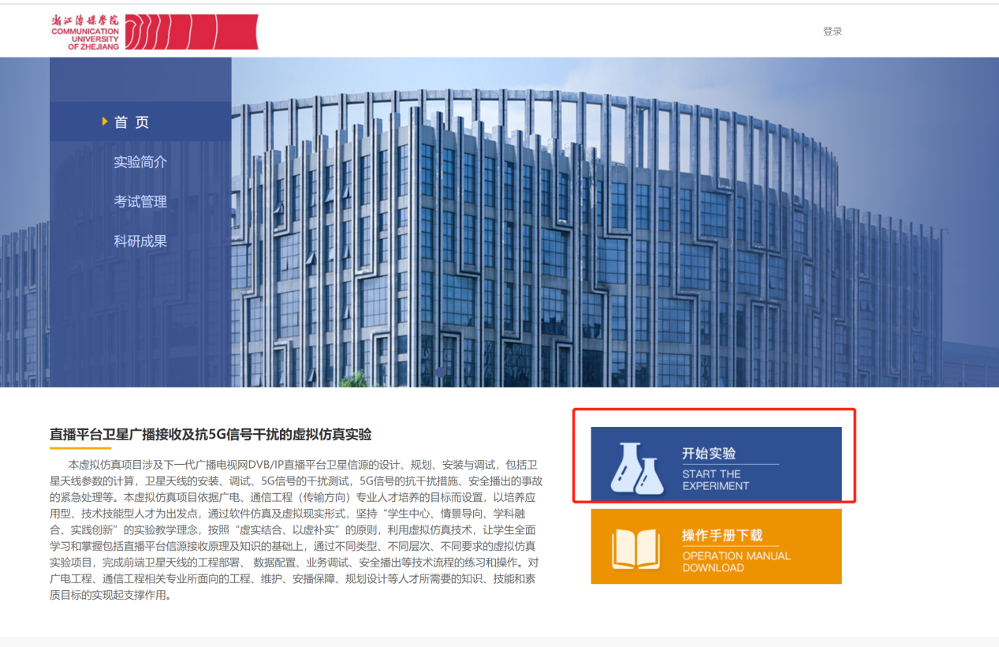 浙江传媒学院
COMMUNICATION
UNIVERSITY
OF ZHEJIANG
登录
首 页
实验简介
考试管理
科研成果
直播平台卫星广播接收及抗5G信号干扰的虚拟仿真实验
本虚拟仿真项目涉及下一代广播电视网DVB/IP直播平台卫星信源的设计、规划、安装与调试，包括卫
星天线参数的计算，卫星天线的安装、调试、5G信号的干扰测试，5G信号的抗干扰措施、安全播出的事故
的紧急处理等。本虚拟仿真项目依据广电、通信工程（传输方向）专业人才培养的目标而设置，以培养应
用型、技术技能型人才为出发点，通过软件仿真及虚拟现实形式，坚持“学生中心、情景导向、学科融
合、实践创新”的实验教学理念，按照“虚实结合、以虚补实”的原则，利用虚拟仿真技术，让学生全面
学习和掌握包括直播平台信源接收原理及知识的基础上，通过不同类型、不同层次、不同要求的虚拟仿真
实验项目，完成前端卫星天线的工程部署、 数据配置、业务调试、安全播出等技术流程的练习和操作。对
广电工程、通信工程相关专业所面向的工程、维护、安播保障、规划设计等人才所需要的知识、技能和素
质目标的实现起支撑作用。
开始实验
START THE
EXPERIMENT
操作手册下载
OPERATION MANUAL
DOWNLOAD